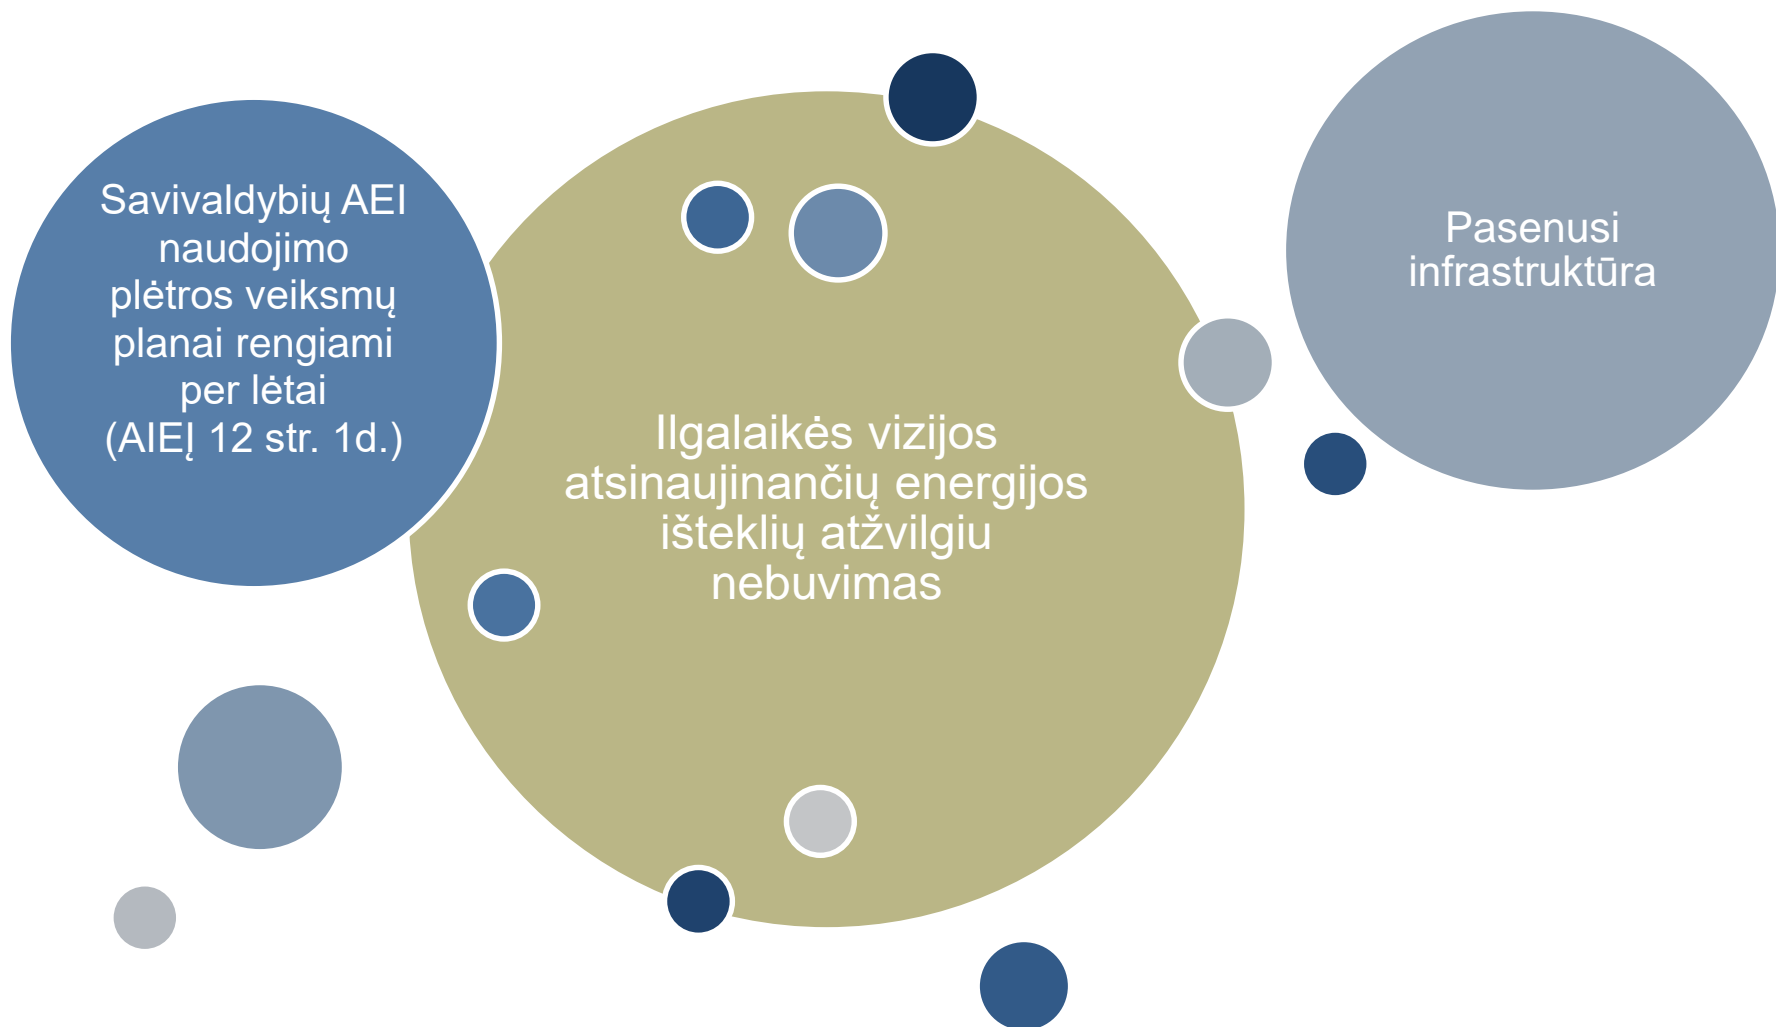 Savivaldybių AEI
naudojimo
plėtros veiksmų
planai rengiami
per lėtai
(AIEĮ 12 str. 1d.)
Ilgalaikės vizijos
atsinaujinančių energijos
išteklių atžvilgiu
nebuvimas
Pasenusi
infrastruktūra